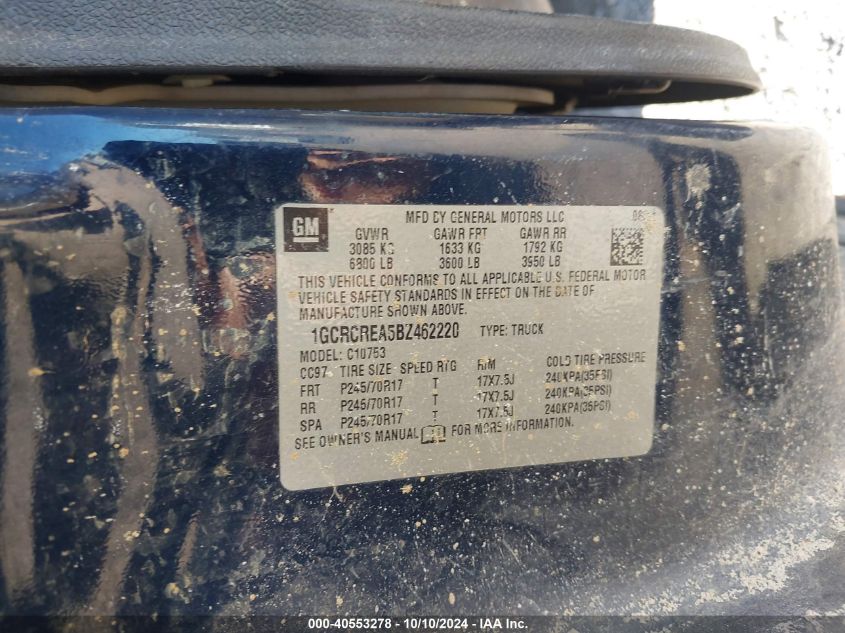 GM
MFD BY GENERAL MOTORS LLC
GVWR GAWR FRT GAWR RR
3085 KG 1633 KG 1792 KG
6800 LB 3600 LB 3950 LB
THIS VEHICLE CONFORMS TO ALL APPLICABLE U.S. FEDERAL MOTOR
VEHICLE SAFETY STANDARDS IN EFFECT ON THE DATE OF
MANUFACTURE SHOWN ABOVE.
1GCRCREA5BZ462220 TYPE: TRUCK
MODEL: C10753
CC97 TIRE SIZE SPEED RTG RIM COLD TIRE PRESSURE
FRT P245/70R17 T 17X7.5J 240KPA(35PSI)
RR P245/70R17 T 17X7.5J 240KPA(35PSI)
SPA P245/70R17 T 17X7.5J 240KPA(35PSI)
SEE OWNER'S MANUAL FOR MORE INFORMATION.
000-40553278 - 10/10/2024 - IAA, Inc.